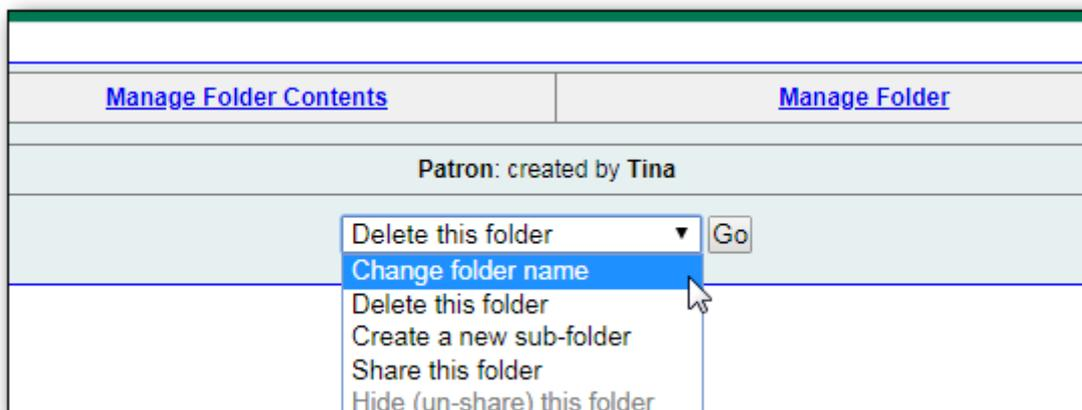 Manage Folder Contents Manage Folder
Patron: created by Tina
Delete this folder Go
Change folder name
Delete this folder
Create a new sub-folder
Share this folder
Hide (un-share) this folder